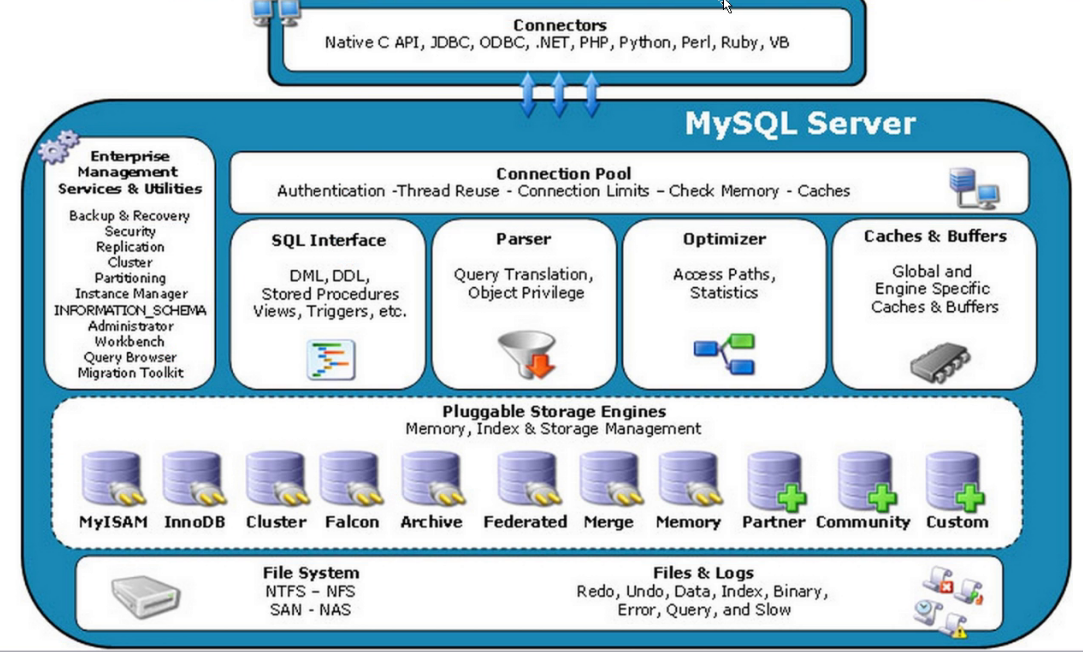 Connectors
Native C API, JDBC, ODBC, .NET, PHP, Python, Perl, Ruby, VB
MySQL Server
Enterprise
Management
Services & Utilities
Backup & Recovery
Security
Replication
Cluster
Partitioning
Instance Manager
INFORMATION_SCHEMA
Administrator
Workbench
Query Browser
Migration Toolkit
Connection Pool
Authentication -Thread Reuse - Connection Limits – Check Memory - Caches
SQL Interface
DML, DDL,
Stored Procedures
Views, Triggers, etc.
Parser
Query Translation,
Object Privilege
Optimizer
Access Paths,
Statistics
Caches & Buffers
Global and
Engine Specific
Caches & Buffers
Pluggable Storage Engines
Memory, Index & Storage Management
MyISAM InnoDB Cluster Falcon Archive Federated Merge Memory Partner Community Custom
File System
NTFS – NFS
SAN - NAS
Files & Logs
Redo, Undo, Data, Index, Binary,
Error, Query, and Slow